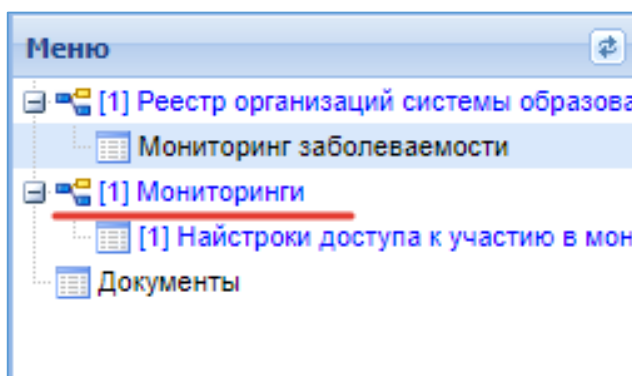 Меню
[1] Реестр организаций системы образова
Мониторинг заболеваемости
[1] Мониторинги
[1] Найстроки доступа к участию в мон
Документы